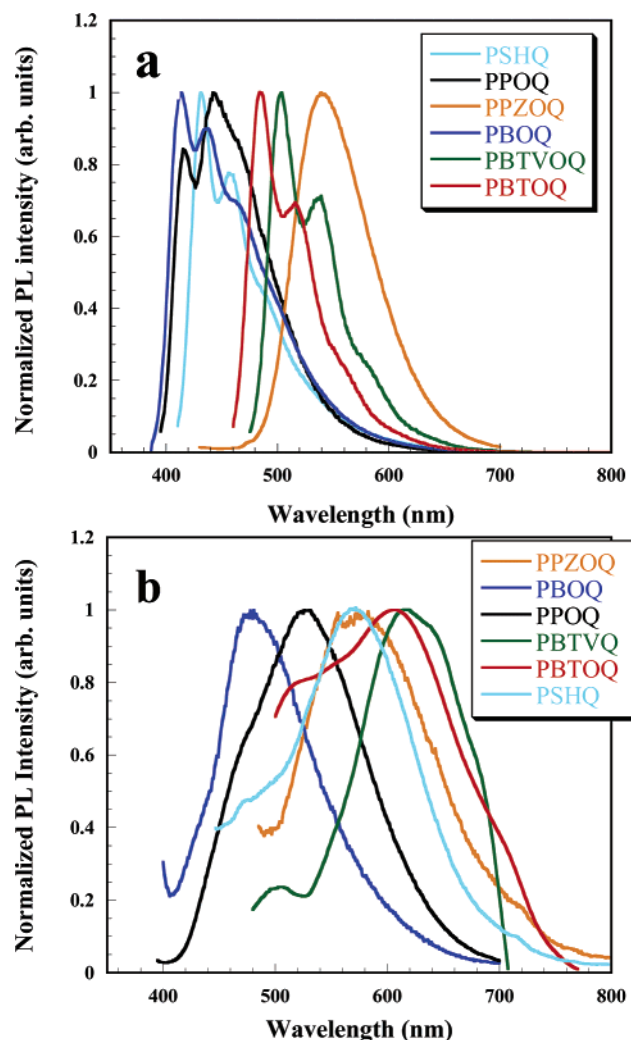 1.2
1
0.8
0.6
0.4
0.2
0
Normalized PL intensity (arb. units)
a
PSHQ
PPOQ
PPZOQ
PBOQ
PBTVOQ
PBTOQ
400 500 600 700 800
Wavelength (nm)
1.2
1
0.8
0.6
0.4
0.2
0
Normalized PL Intensity (arb. units)
b
PPZOQ
PBOQ
PPOQ
PBTVQ
PBTOQ
PSHQ
400 500 600 700 800
Wavelength (nm)